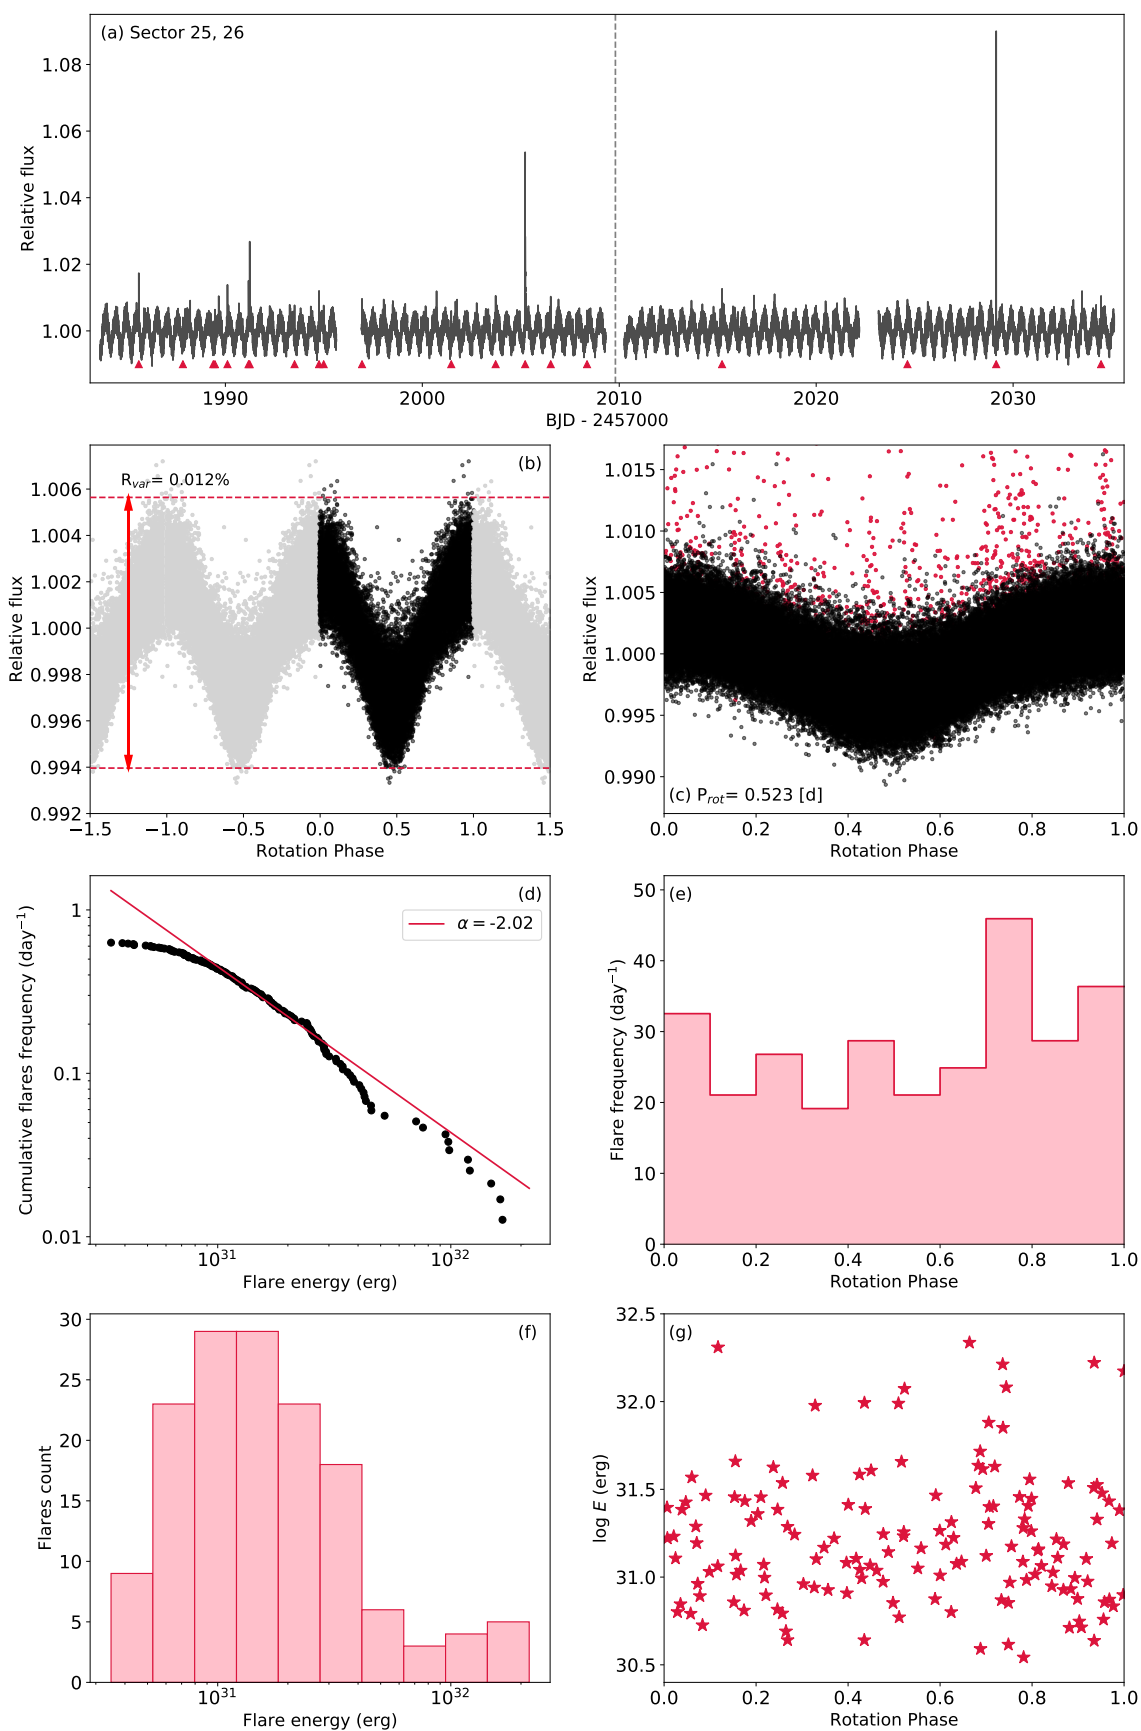 (a) Sector 25, 26
1.08
1.06
1.04
1.02
1.00
Relative flux
1990
2000
2010
2020
2030
BJD - 2457000
(b)
R_var= 0.012%
1.006
1.004
1.002
1.000
0.998
0.996
0.994
0.992
Relative flux
−1.5 −1.0 −0.5 0.0 0.5 1.0 1.5
Rotation Phase
1.015
1.010
1.005
1.000
0.995
0.990
Relative flux
(c) P_rot= 0.523 [d]
0.0 0.2 0.4 0.6 0.8 1.0
Rotation Phase
(d)
α = -2.02
1
0.1
0.01
Cumulative flares frequency (day⁻¹)
10³¹ 10³²
Flare energy (erg)
(e)
50
40
30
20
10
0
Flare frequency (day⁻¹)
0.0 0.2 0.4 0.6 0.8 1.0
Rotation Phase
(f)
30
25
20
15
10
5
0
Flares count
10³¹ 10³²
Flare energy (erg)
(g)
32.5
32.0
31.5
31.0
30.5
log E (erg)
0.0 0.2 0.4 0.6 0.8 1.0
Rotation Phase